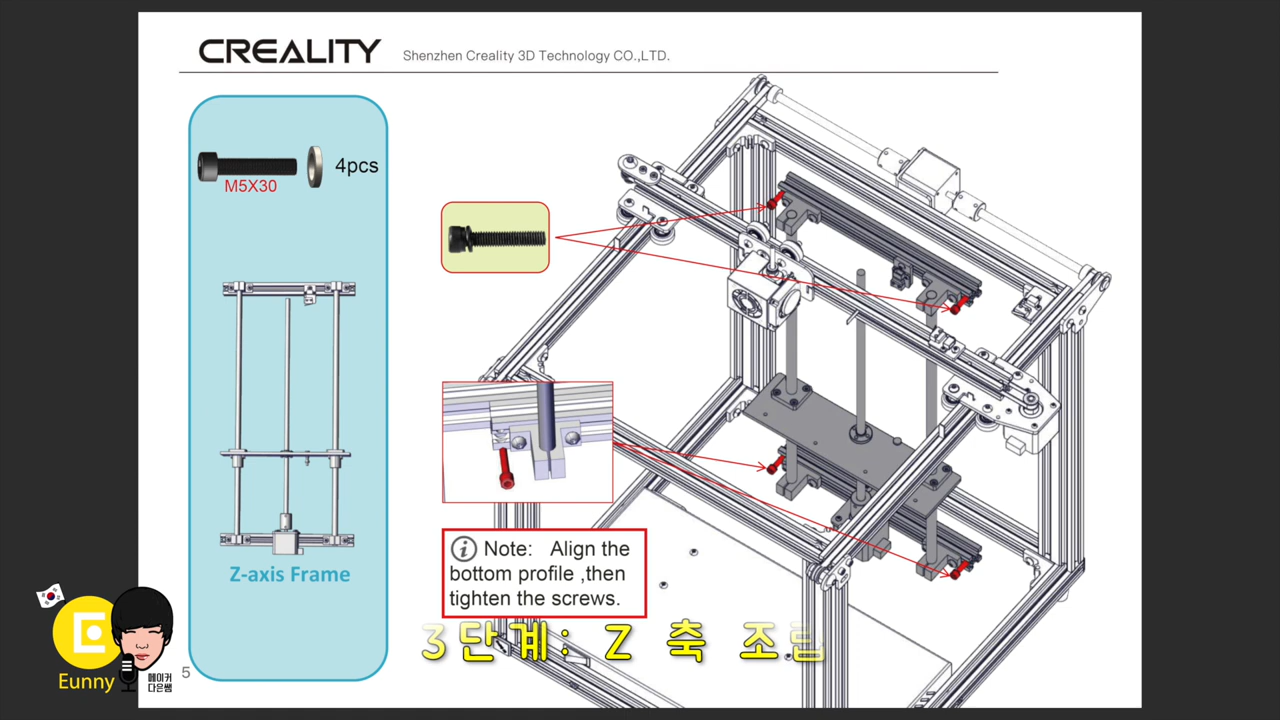 CREALITY
Shenzhen Creality 3D Technology CO.,LTD.
4pcs
M5X30
Z-axis Frame
Note: Align the
bottom profile ,then
tighten the screws.
3단계: Z 축 조립
E
Eunny
메이커
다은쌤
5